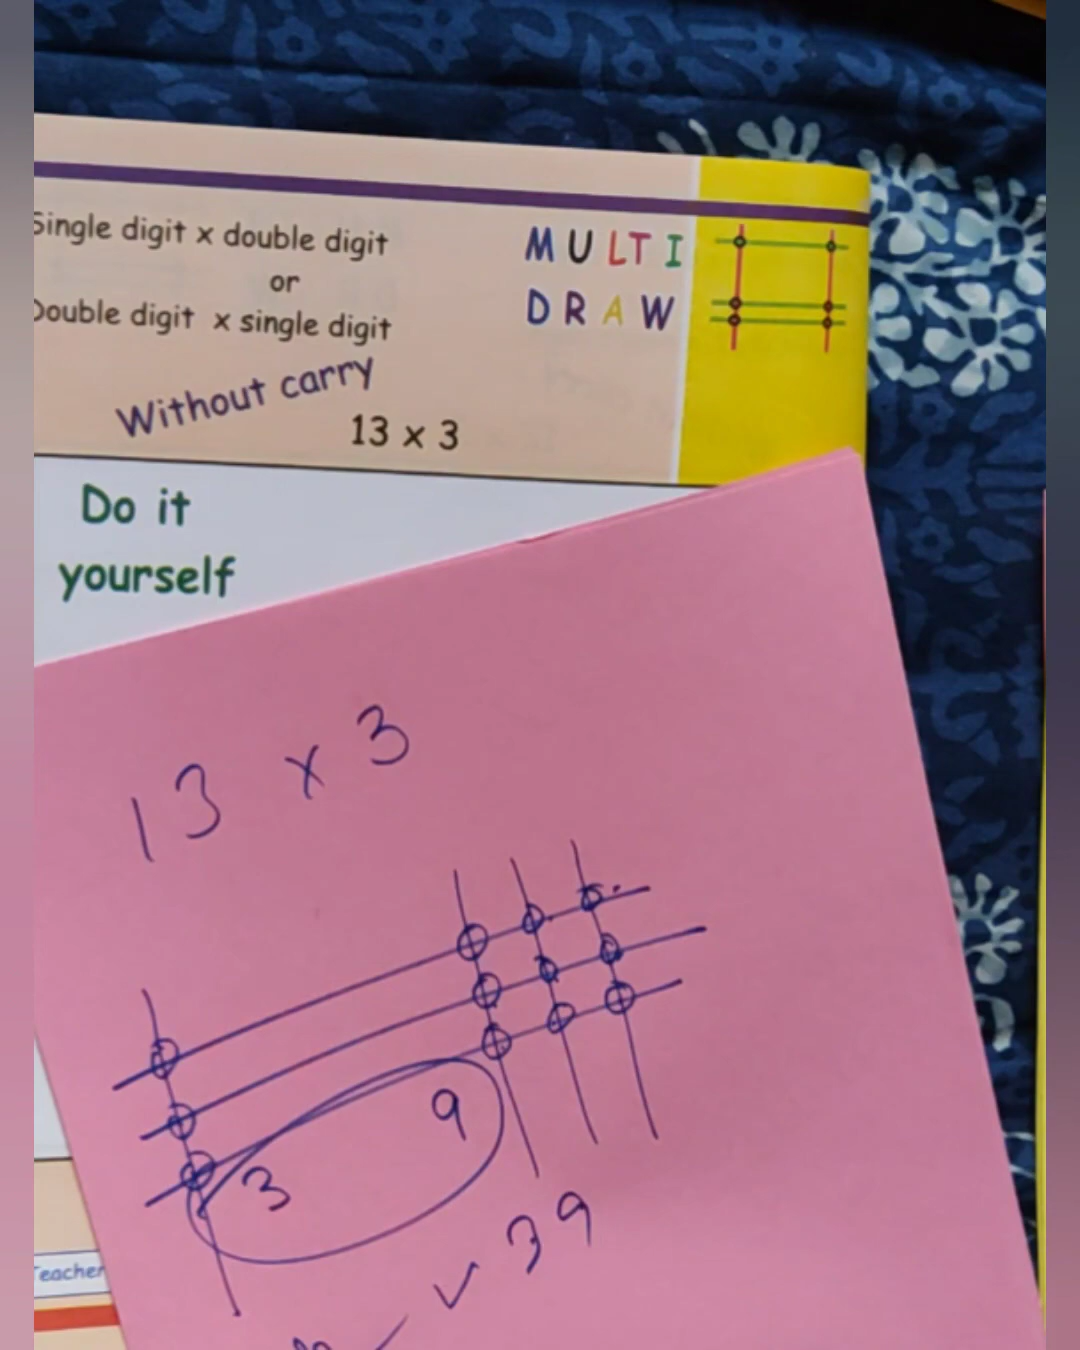 Single digit x double digit
or
Double digit x single digit
Without carry
13 x 3
MULTI
DRAW
Do it
yourself
13 x 3
9
3
39
Teacher